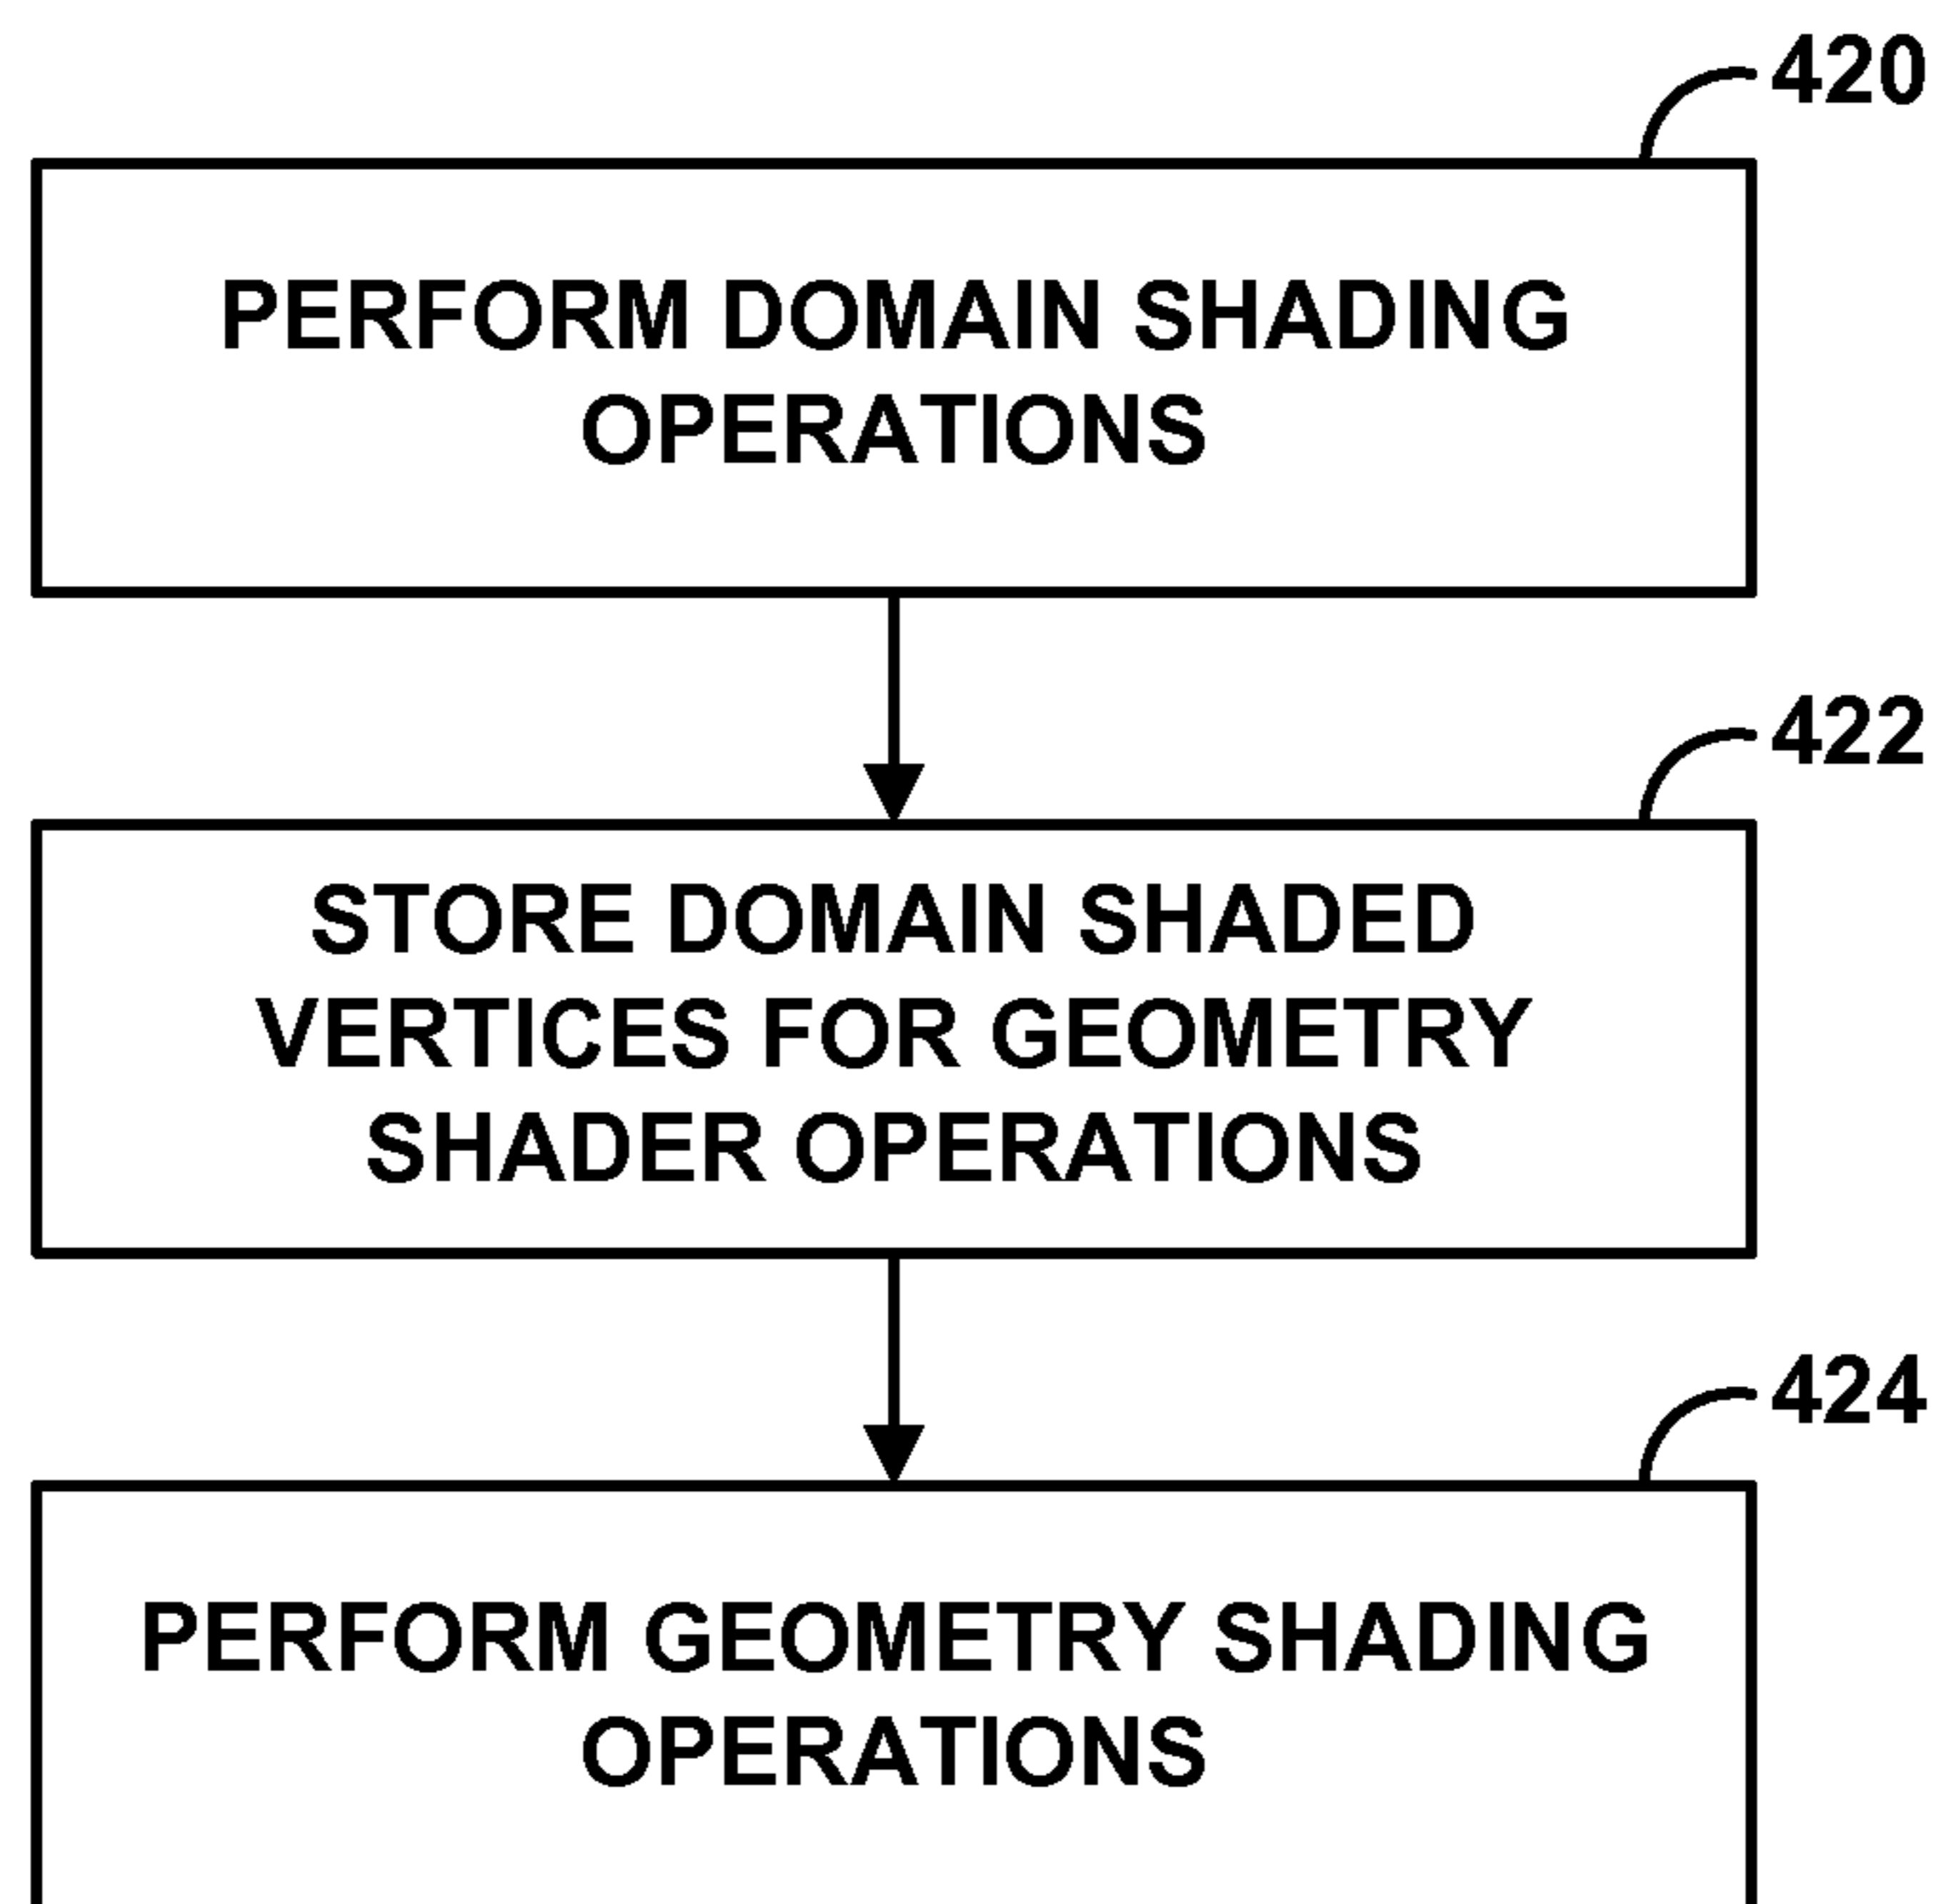 420
PERFORM DOMAIN SHADING
OPERATIONS
422
STORE DOMAIN SHADED
VERTICES FOR GEOMETRY
SHADER OPERATIONS
424
PERFORM GEOMETRY SHADING
OPERATIONS